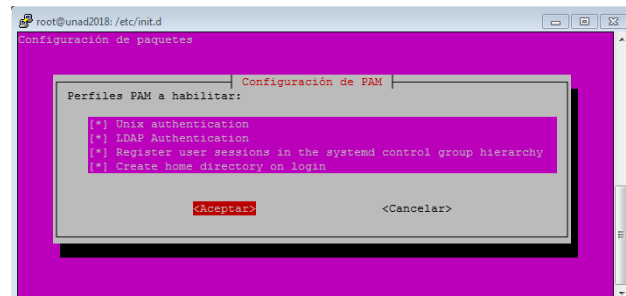 root@unad2018: /etc/init.d
Configuración de paquetes
Configuración de PAM
Perfiles PAM a habilitar:
[*] Unix authentication
[*] LDAP Authentication
[*] Register user sessions in the systemd control group hierarchy
[*] Create home directory on login
<Aceptar> <Cancelar>